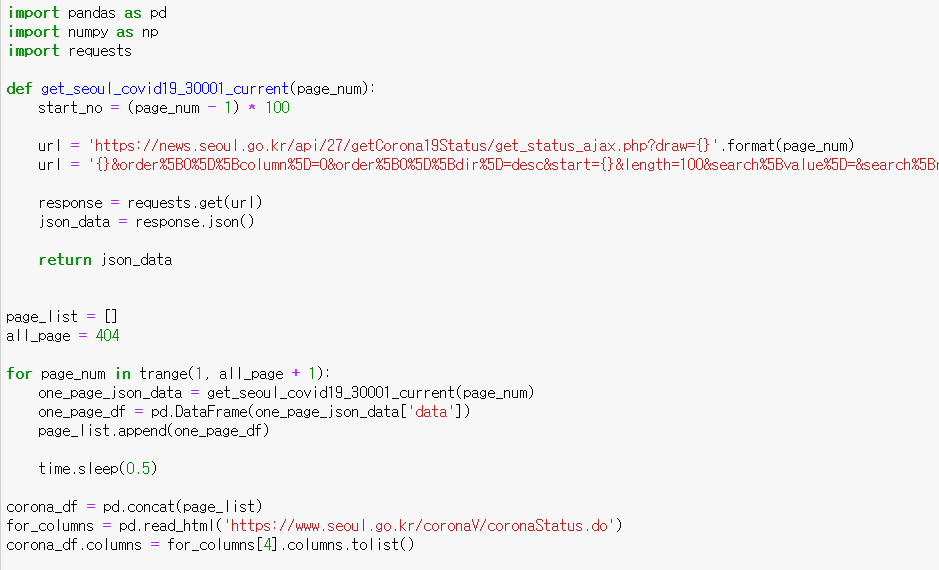 import pandas as pd
import numpy as np
import requests
def get_seoul_covid19_30001_current(page_num):
start_no = (page_num - 1) * 100
url = 'https://news.seoul.go.kr/api/27/getCorona19Status/get_status_ajax.php?draw={}'.format(page_num)
url = '{}&order%5B0%5D%5Bcolumn%5D=0&order%5B0%5D%5Bdir%5D=desc&start={}&length=100&search%5Bvalue%5D=&search%5Br
response = requests.get(url)
json_data = response.json()
return json_data
page_list = []
all_page = 404
for page_num in trange(1, all_page + 1):
one_page_json_data = get_seoul_covid19_30001_current(page_num)
one_page_df = pd.DataFrame(one_page_json_data['data'])
page_list.append(one_page_df)
time.sleep(0.5)
corona_df = pd.concat(page_list)
for_columns = pd.read_html('https://www.seoul.go.kr/coronaV/coronaStatus.do')
corona_df.columns = for_columns[4].columns.tolist()